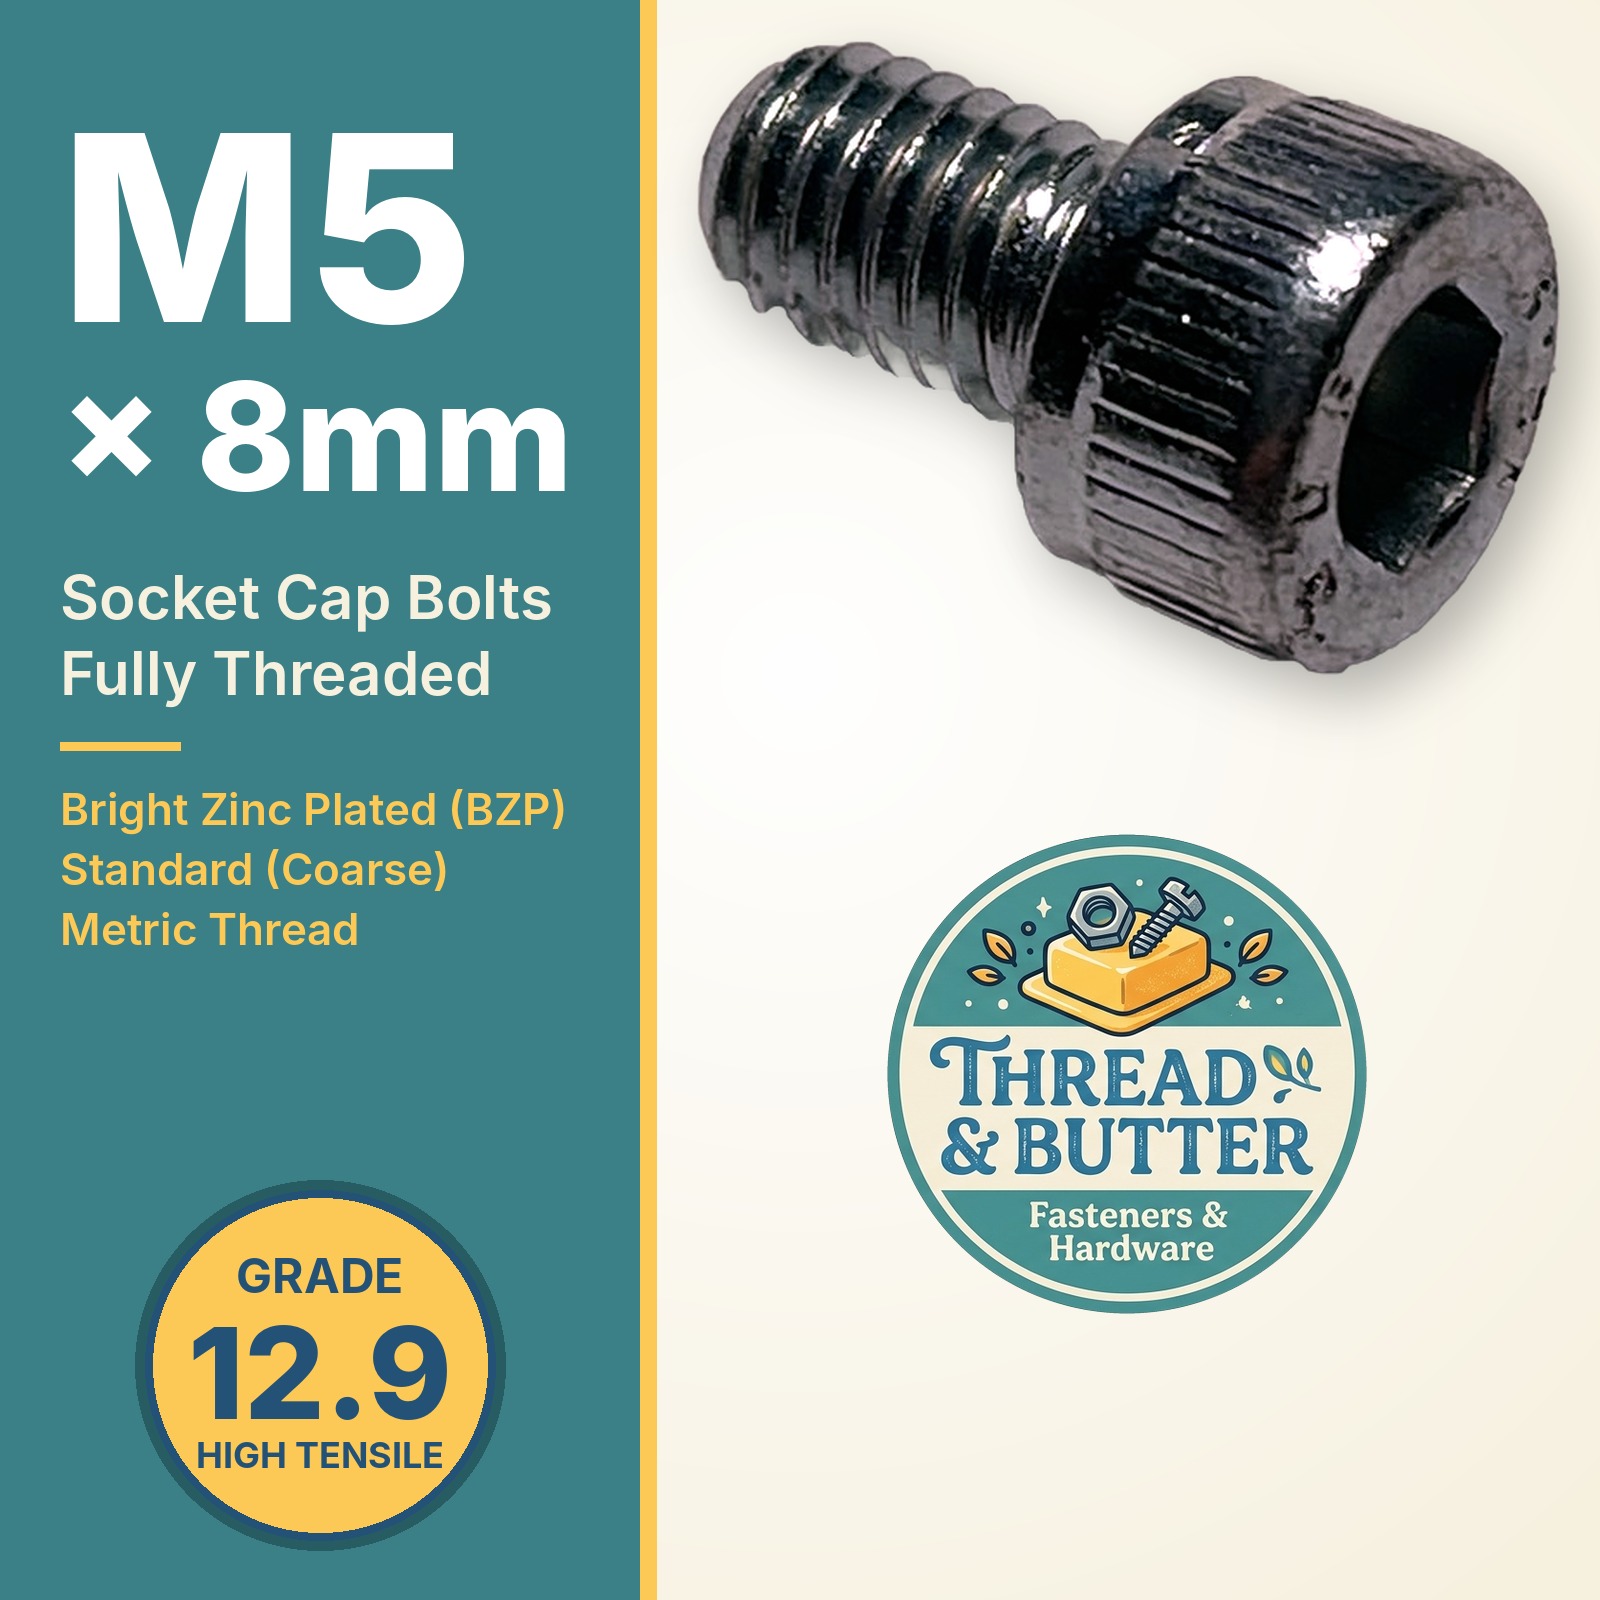 M5
× 8mm
Socket Cap Bolts
Fully Threaded
Bright Zinc Plated (BZP)
Standard (Coarse)
Metric Thread
GRADE
12.9
HIGH TENSILE
THREAD
& BUTTER
Fasteners &
Hardware